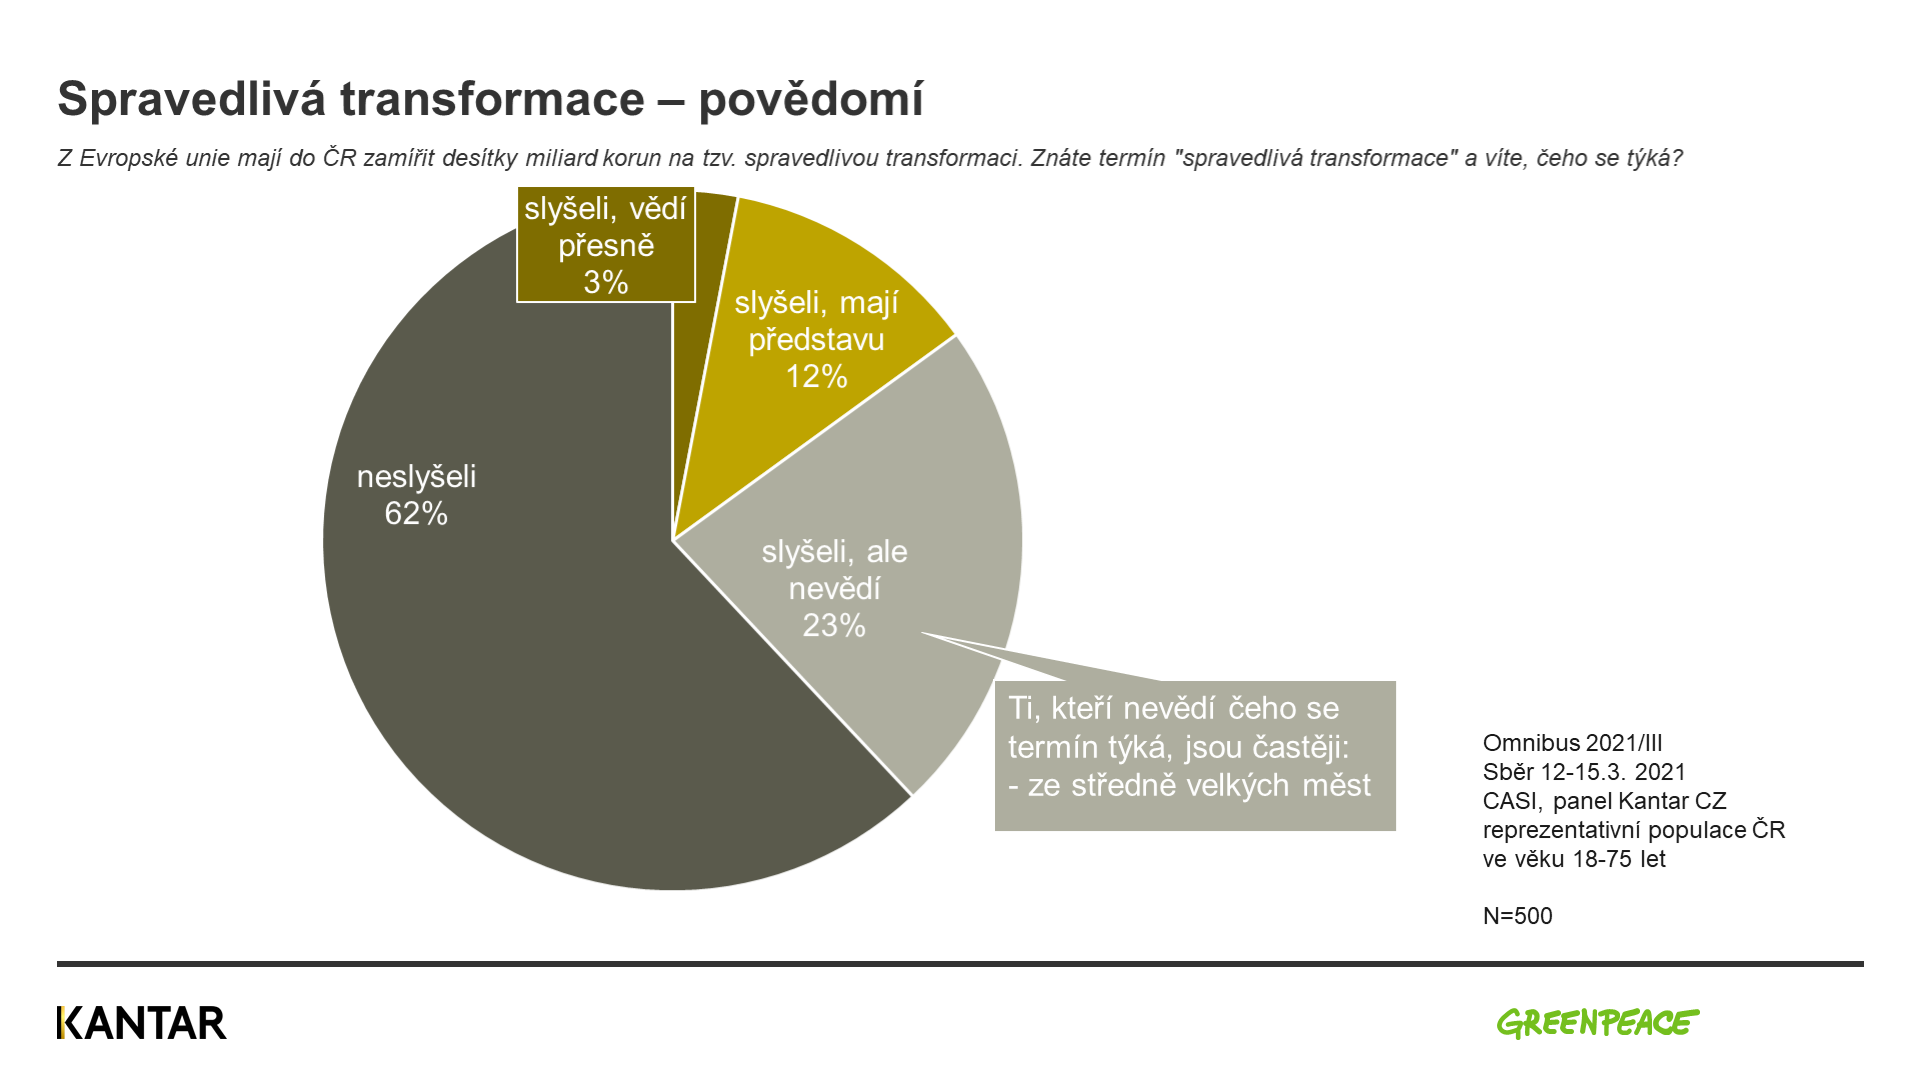 Spravedlivá transformace – povědomí
Z Evropské unie mají do ČR zamířit desítky miliard korun na tzv. spravedlivou transformaci. Znáte termín "spravedlivá transformace" a víte, čeho se týká?
slyšeli, vědí
přesně
3%
slyšeli, mají
představu
12%
neslyšeli
62%
slyšeli, ale
nevědí
23%
Ti, kteří nevědí čeho se
termín týká, jsou častěji:
- ze středně velkých měst
Omnibus 2021/III
Sběr 12-15.3. 2021
CASI, panel Kantar CZ
reprezentativní populace ČR
ve věku 18-75 let
N=500
KANTAR
GREENPEACE